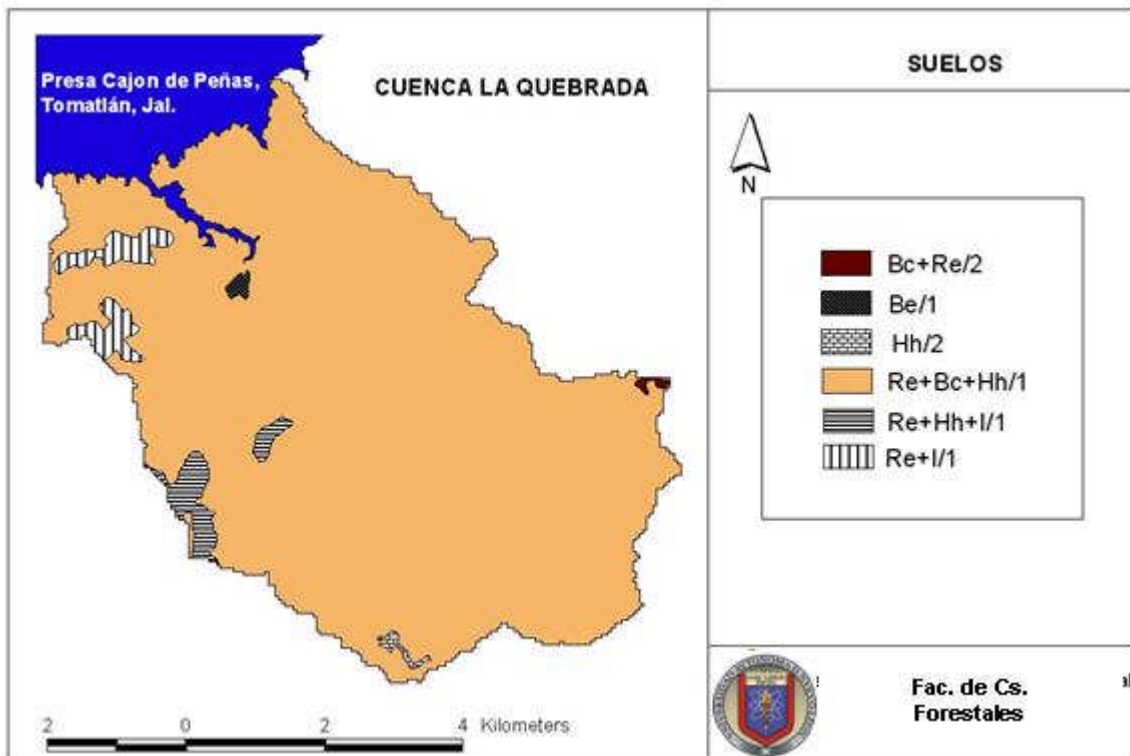 Presa Cajon de Peñas,
Tomatlán, Jal.
CUENCA LA QUEBRADA
SUELOS
N
Bc+Re/2
Be/1
Hh/2
Re+Bc+Hh/1
Re+Hh+I/1
Re+I/1
2 0 2 4 Kilometers
Fac. de Cs.
Forestales